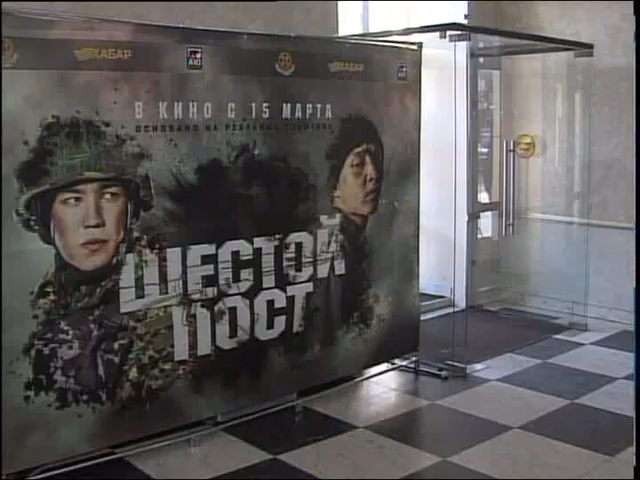 ХАБАР
ХАБАР
В КИНО С 15 МАРТА
ОСНОВАНО НА РЕАЛЬНЫХ СОБЫТИЯХ
ШЕСТОЙ
ПОСТ